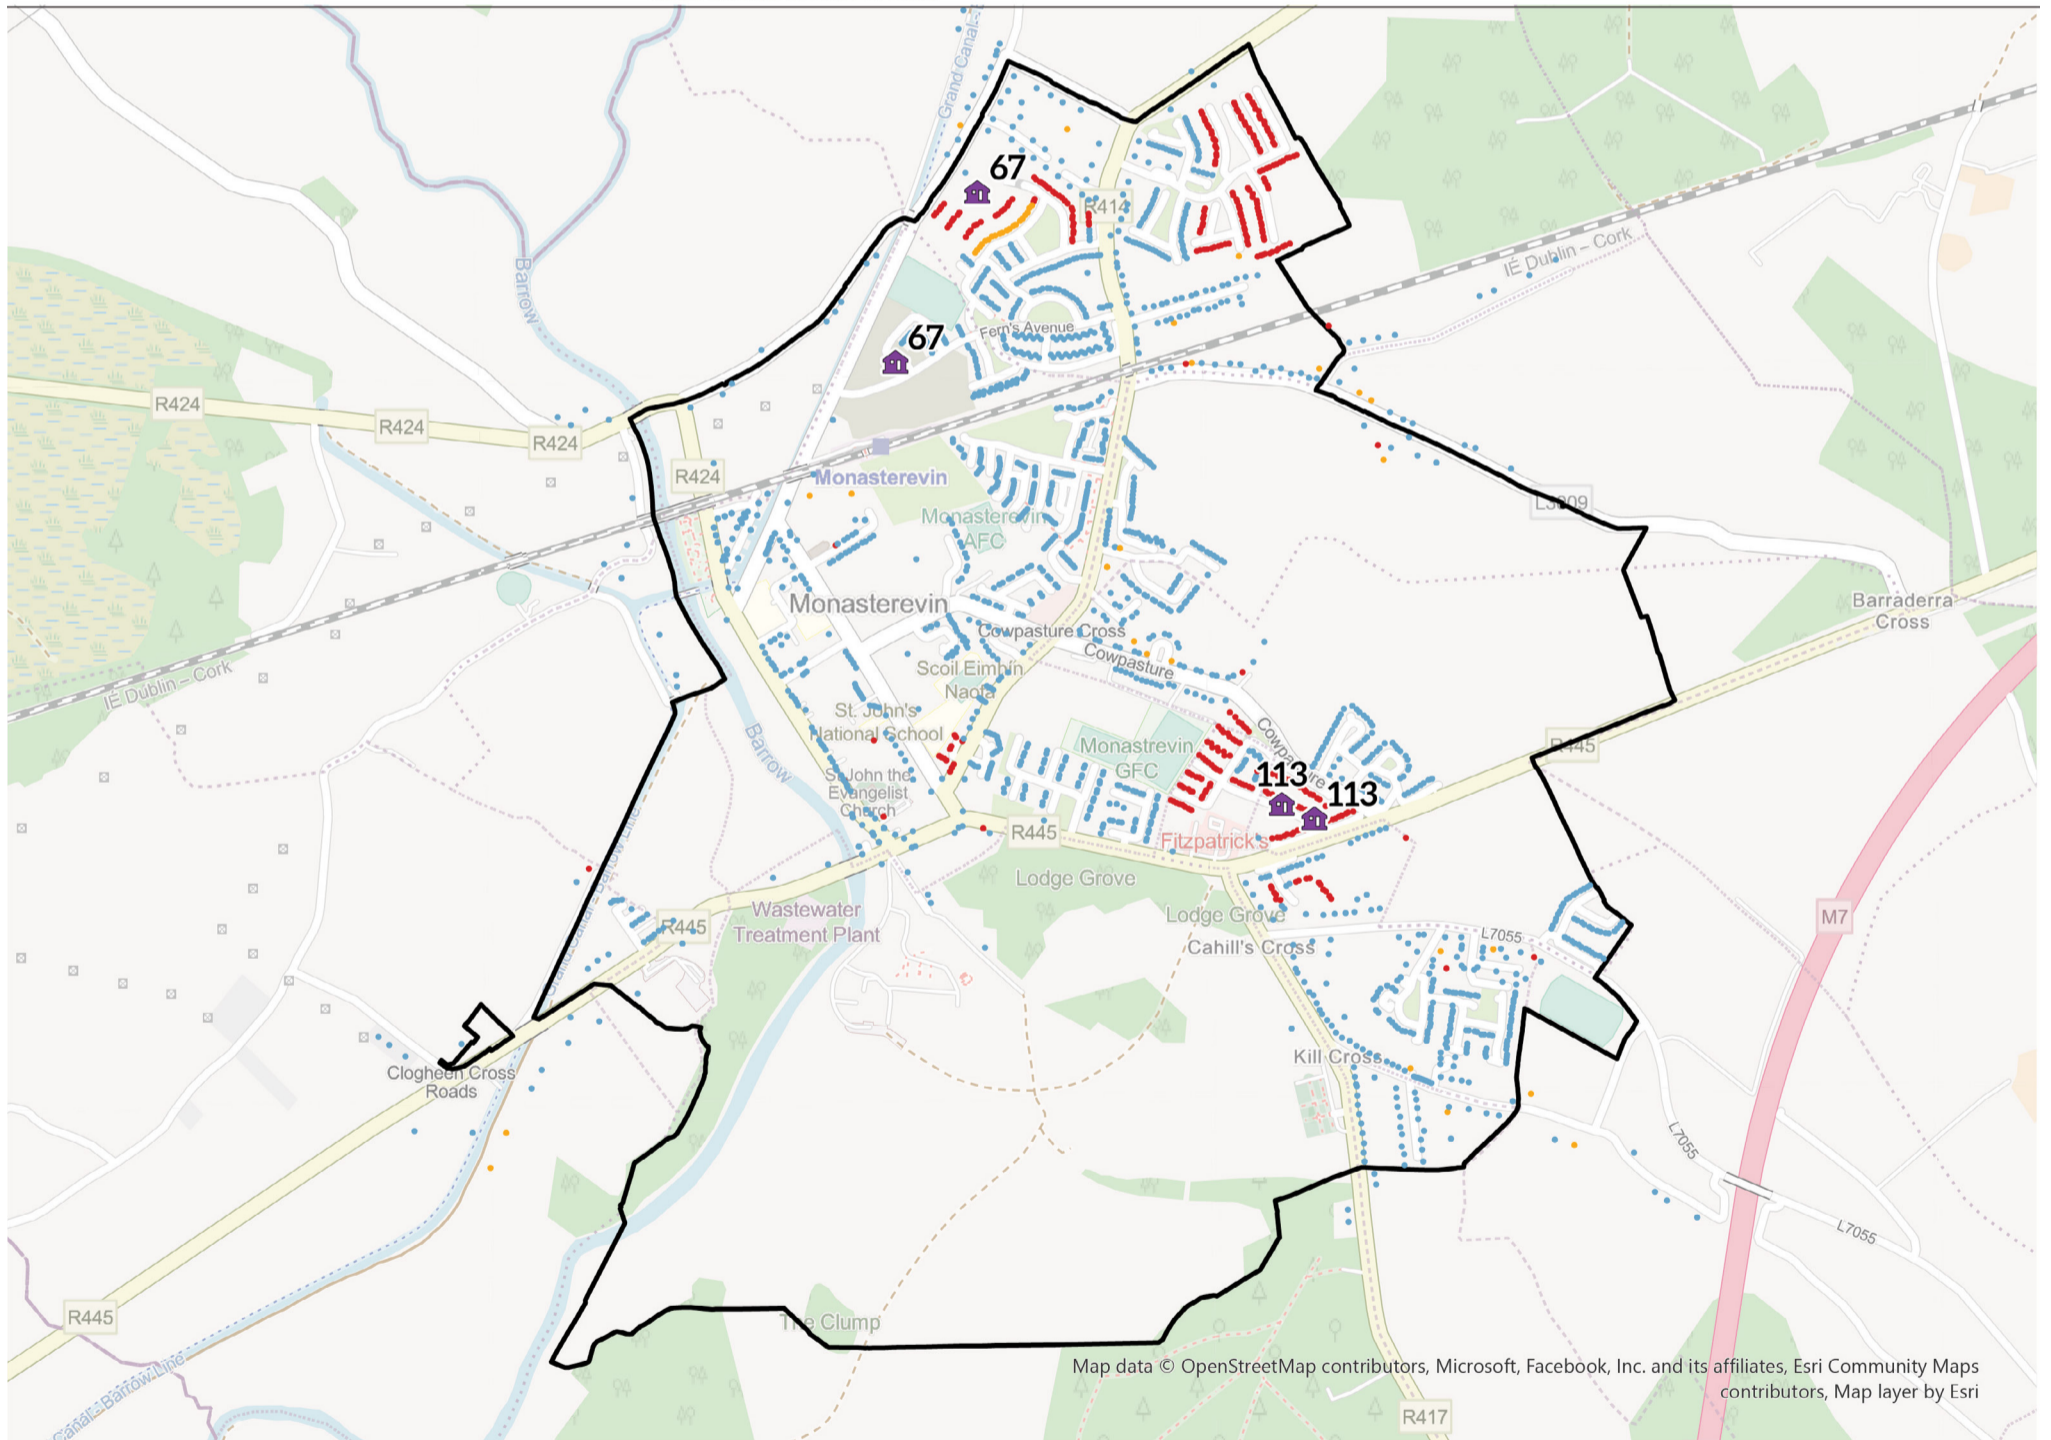 Grand Canal
67
R414
IÉ Dublin – Cork
Barrow
Fern's Avenue
67
R424
R424
R424
R424
Monasterevin
L3009
Monasterevin
AFC
Monasterevin
Barraderra
Cross
Cowpasture Cross
Cowpasture
IÉ Dublin – Cork
Scoil Eimhín
Naofa
St. John's
National School
Cowpasture
R445
Barrow
Monastrevin
GFC
113
113
St John the
Evangelist
Church
R445
Fitzpatrick's
Lodge Grove
Wastewater
Treatment Plant
R445
Lodge Grove
Cahill's Cross
L7055
M7
Kill Cross
Clogheen Cross
Roads
L7055
L7055
R445
The Clump
Canal - Barrow Line
Map data © OpenStreetMap contributors, Microsoft, Facebook, Inc. and its affiliates, Esri Community Maps
contributors, Map layer by Esri
R417